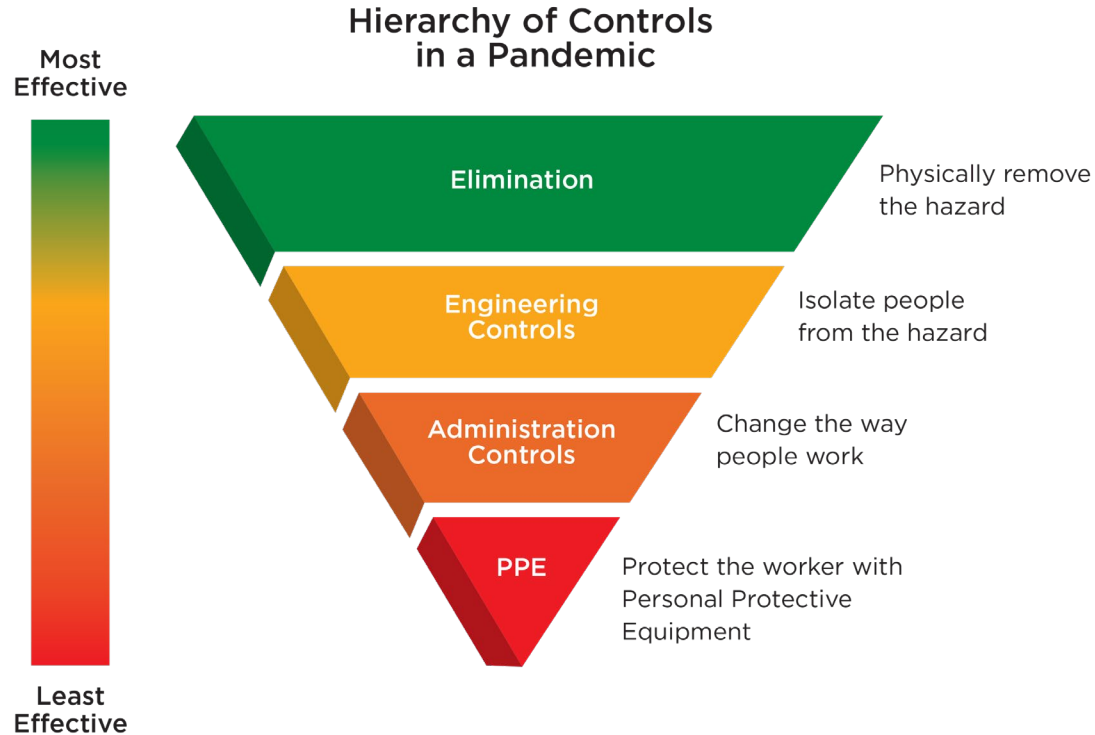 Hierarchy of Controls
in a Pandemic
Most
Effective
Elimination
Physically remove
the hazard
Engineering
Controls
Isolate people
from the hazard
Administration
Controls
Change the way
people work
PPE
Protect the worker with
Personal Protective
Equipment
Least
Effective